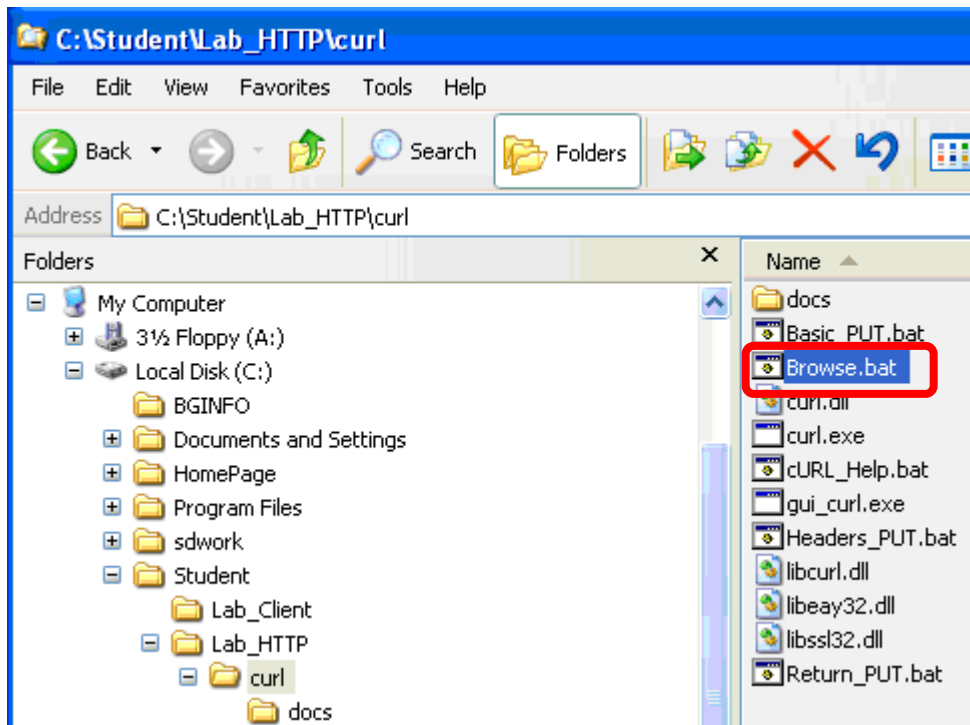 C:\Student\Lab_HTTP\curl
File Edit View Favorites Tools Help
Back Search Folders
Address C:\Student\Lab_HTTP\curl
Folders
My Computer
3½ Floppy (A:)
Local Disk (C:)
BGINFO
Documents and Settings
HomePage
Program Files
sdwork
Student
Lab_Client
Lab_HTTP
curl
docs
Name
docs
Basic_PUT.bat
Browse.bat
curl.dll
curl.exe
cURL_Help.bat
gui_curl.exe
Headers_PUT.bat
libcurl.dll
libeay32.dll
libssl32.dll
Return_PUT.bat